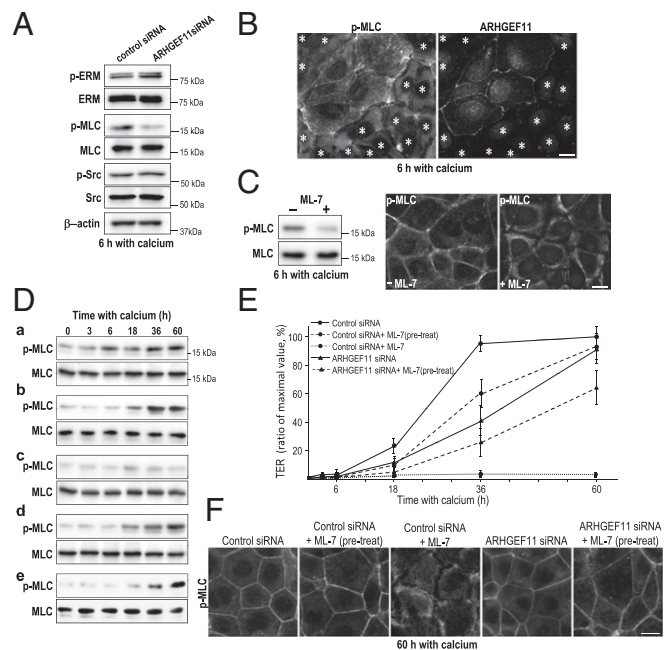 A
control siRNA
ARHGEF11siRNA
p-ERM
75 kDa
ERM
75 kDa
p-MLC
15 kDa
MLC
15 kDa
p-Src
50 kDa
Src
50 kDa
β-actin
37kDa
6 h with calcium
B
p-MLC
ARHGEF11
6 h with calcium
C
ML-7
− +
p-MLC
15 kDa
MLC
15 kDa
6 h with calcium
p-MLC
− ML-7
p-MLC
+ ML-7
D
Time with calcium (h)
0 3 6 18 36 60
a
p-MLC
15 kDa
MLC
15 kDa
b
p-MLC
MLC
c
p-MLC
MLC
d
p-MLC
MLC
e
p-MLC
MLC
E
Control siRNA
Control siRNA+ ML-7(pre-treat)
Control siRNA+ ML-7
ARHGEF11 siRNA
ARHGEF11 siRNA+ ML-7(pre-treat)
TER (ratio of maximal value, %)
100
80
60
40
20
6 18 36 60
Time with calcium (h)
F
Control siRNA
Control siRNA
+ ML-7 (pre-treat)
Control siRNA
+ ML-7
ARHGEF11 siRNA
ARHGEF11 siRNA
+ ML-7 (pre-treat)
p-MLC
60 h with calcium